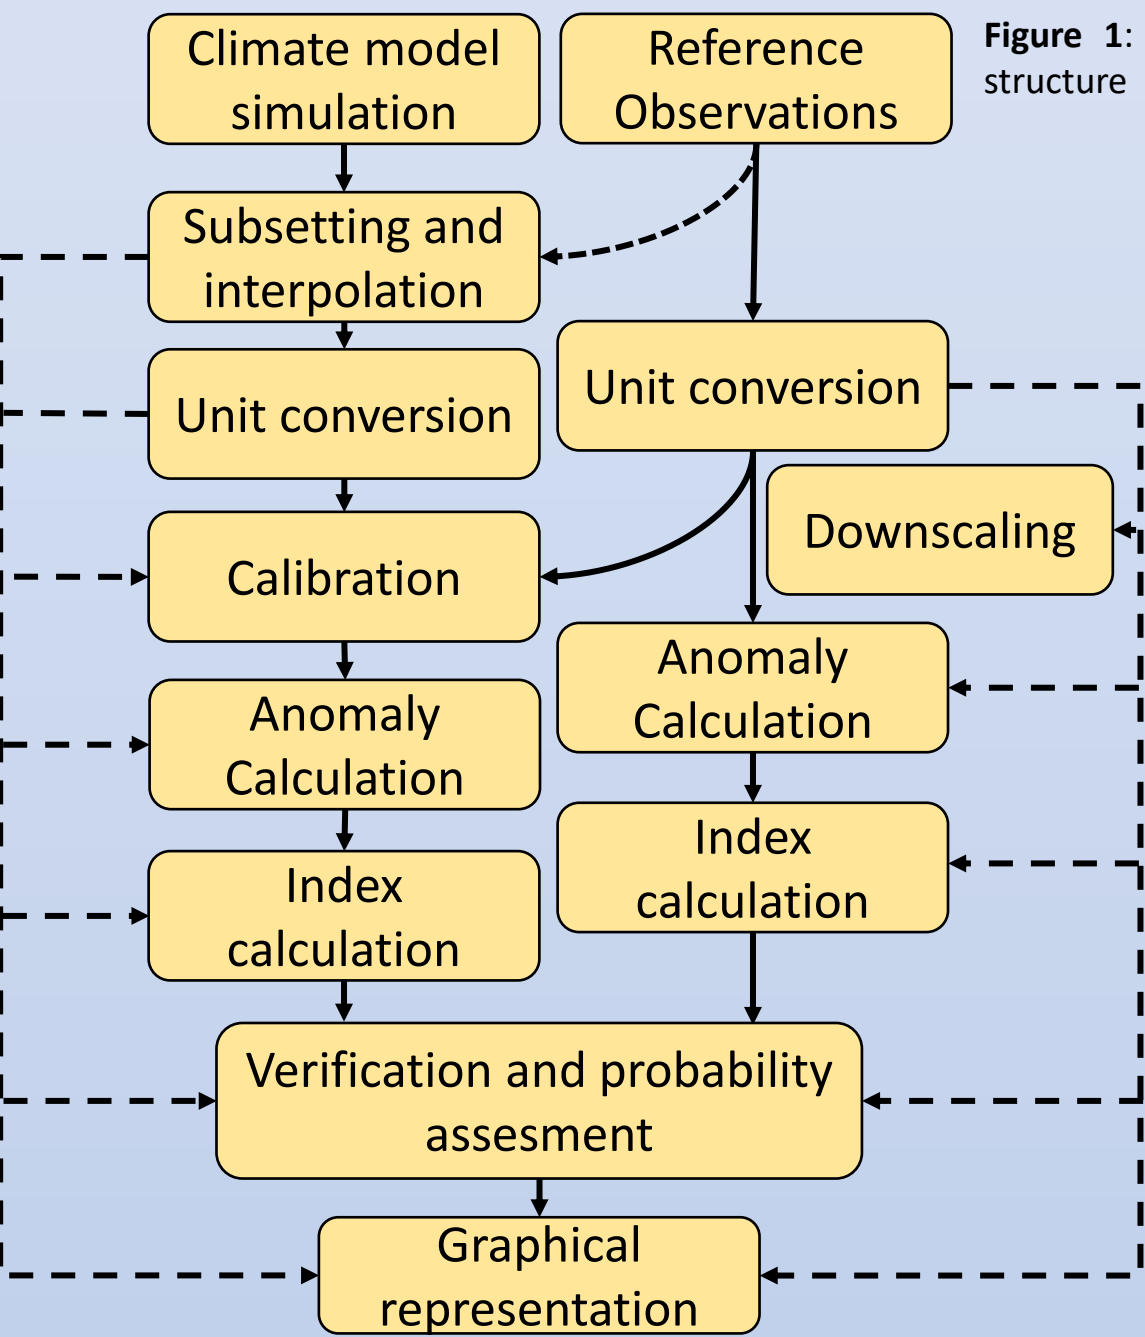 Climate model
simulation
Reference
Observations
Figure 1:
structure
Subsetting and
interpolation
Unit conversion
Unit conversion
Downscaling
Calibration
Anomaly
Calculation
Anomaly
Calculation
Index
calculation
Index
calculation
Verification and probability
assesment
Graphical
representation